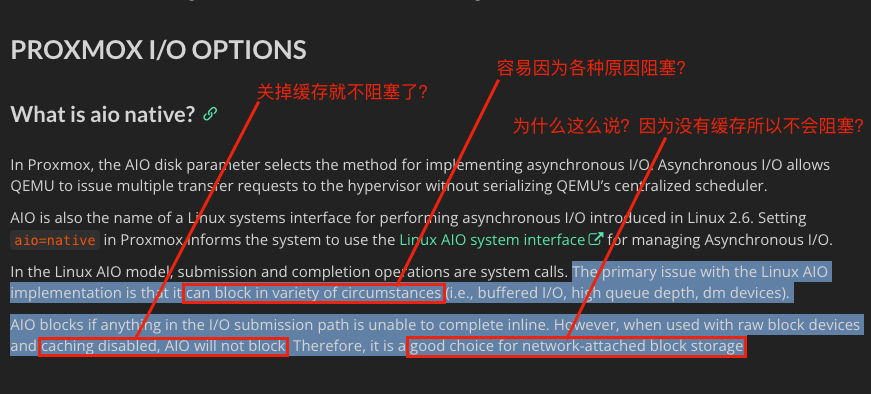 PROXMOX I/O OPTIONS
容易因为各种原因阻塞？
关掉缓存就不阻塞了？
What is aio native?
为什么这么说？因为没有缓存所以不会阻塞？
In Proxmox, the AIO disk parameter selects the method for implementing asynchronous I/O. Asynchronous I/O allows
QEMU to issue multiple transfer requests to the hypervisor without serializing QEMU's centralized scheduler.
AIO is also the name of a Linux systems interface for performing asynchronous I/O introduced in Linux 2.6. Setting
aio=native in Proxmox informs the system to use the Linux AIO system interface for managing Asynchronous I/O.
In the Linux AIO model, submission and completion operations are system calls. The primary issue with the Linux AIO
implementation is that it can block in variety of circumstances (i.e., buffered I/O, high queue depth, dm devices).
AIO blocks if anything in the I/O submission path is unable to complete inline. However, when used with raw block devices
and caching disabled, AIO will not block. Therefore, it is a good choice for network-attached block storage